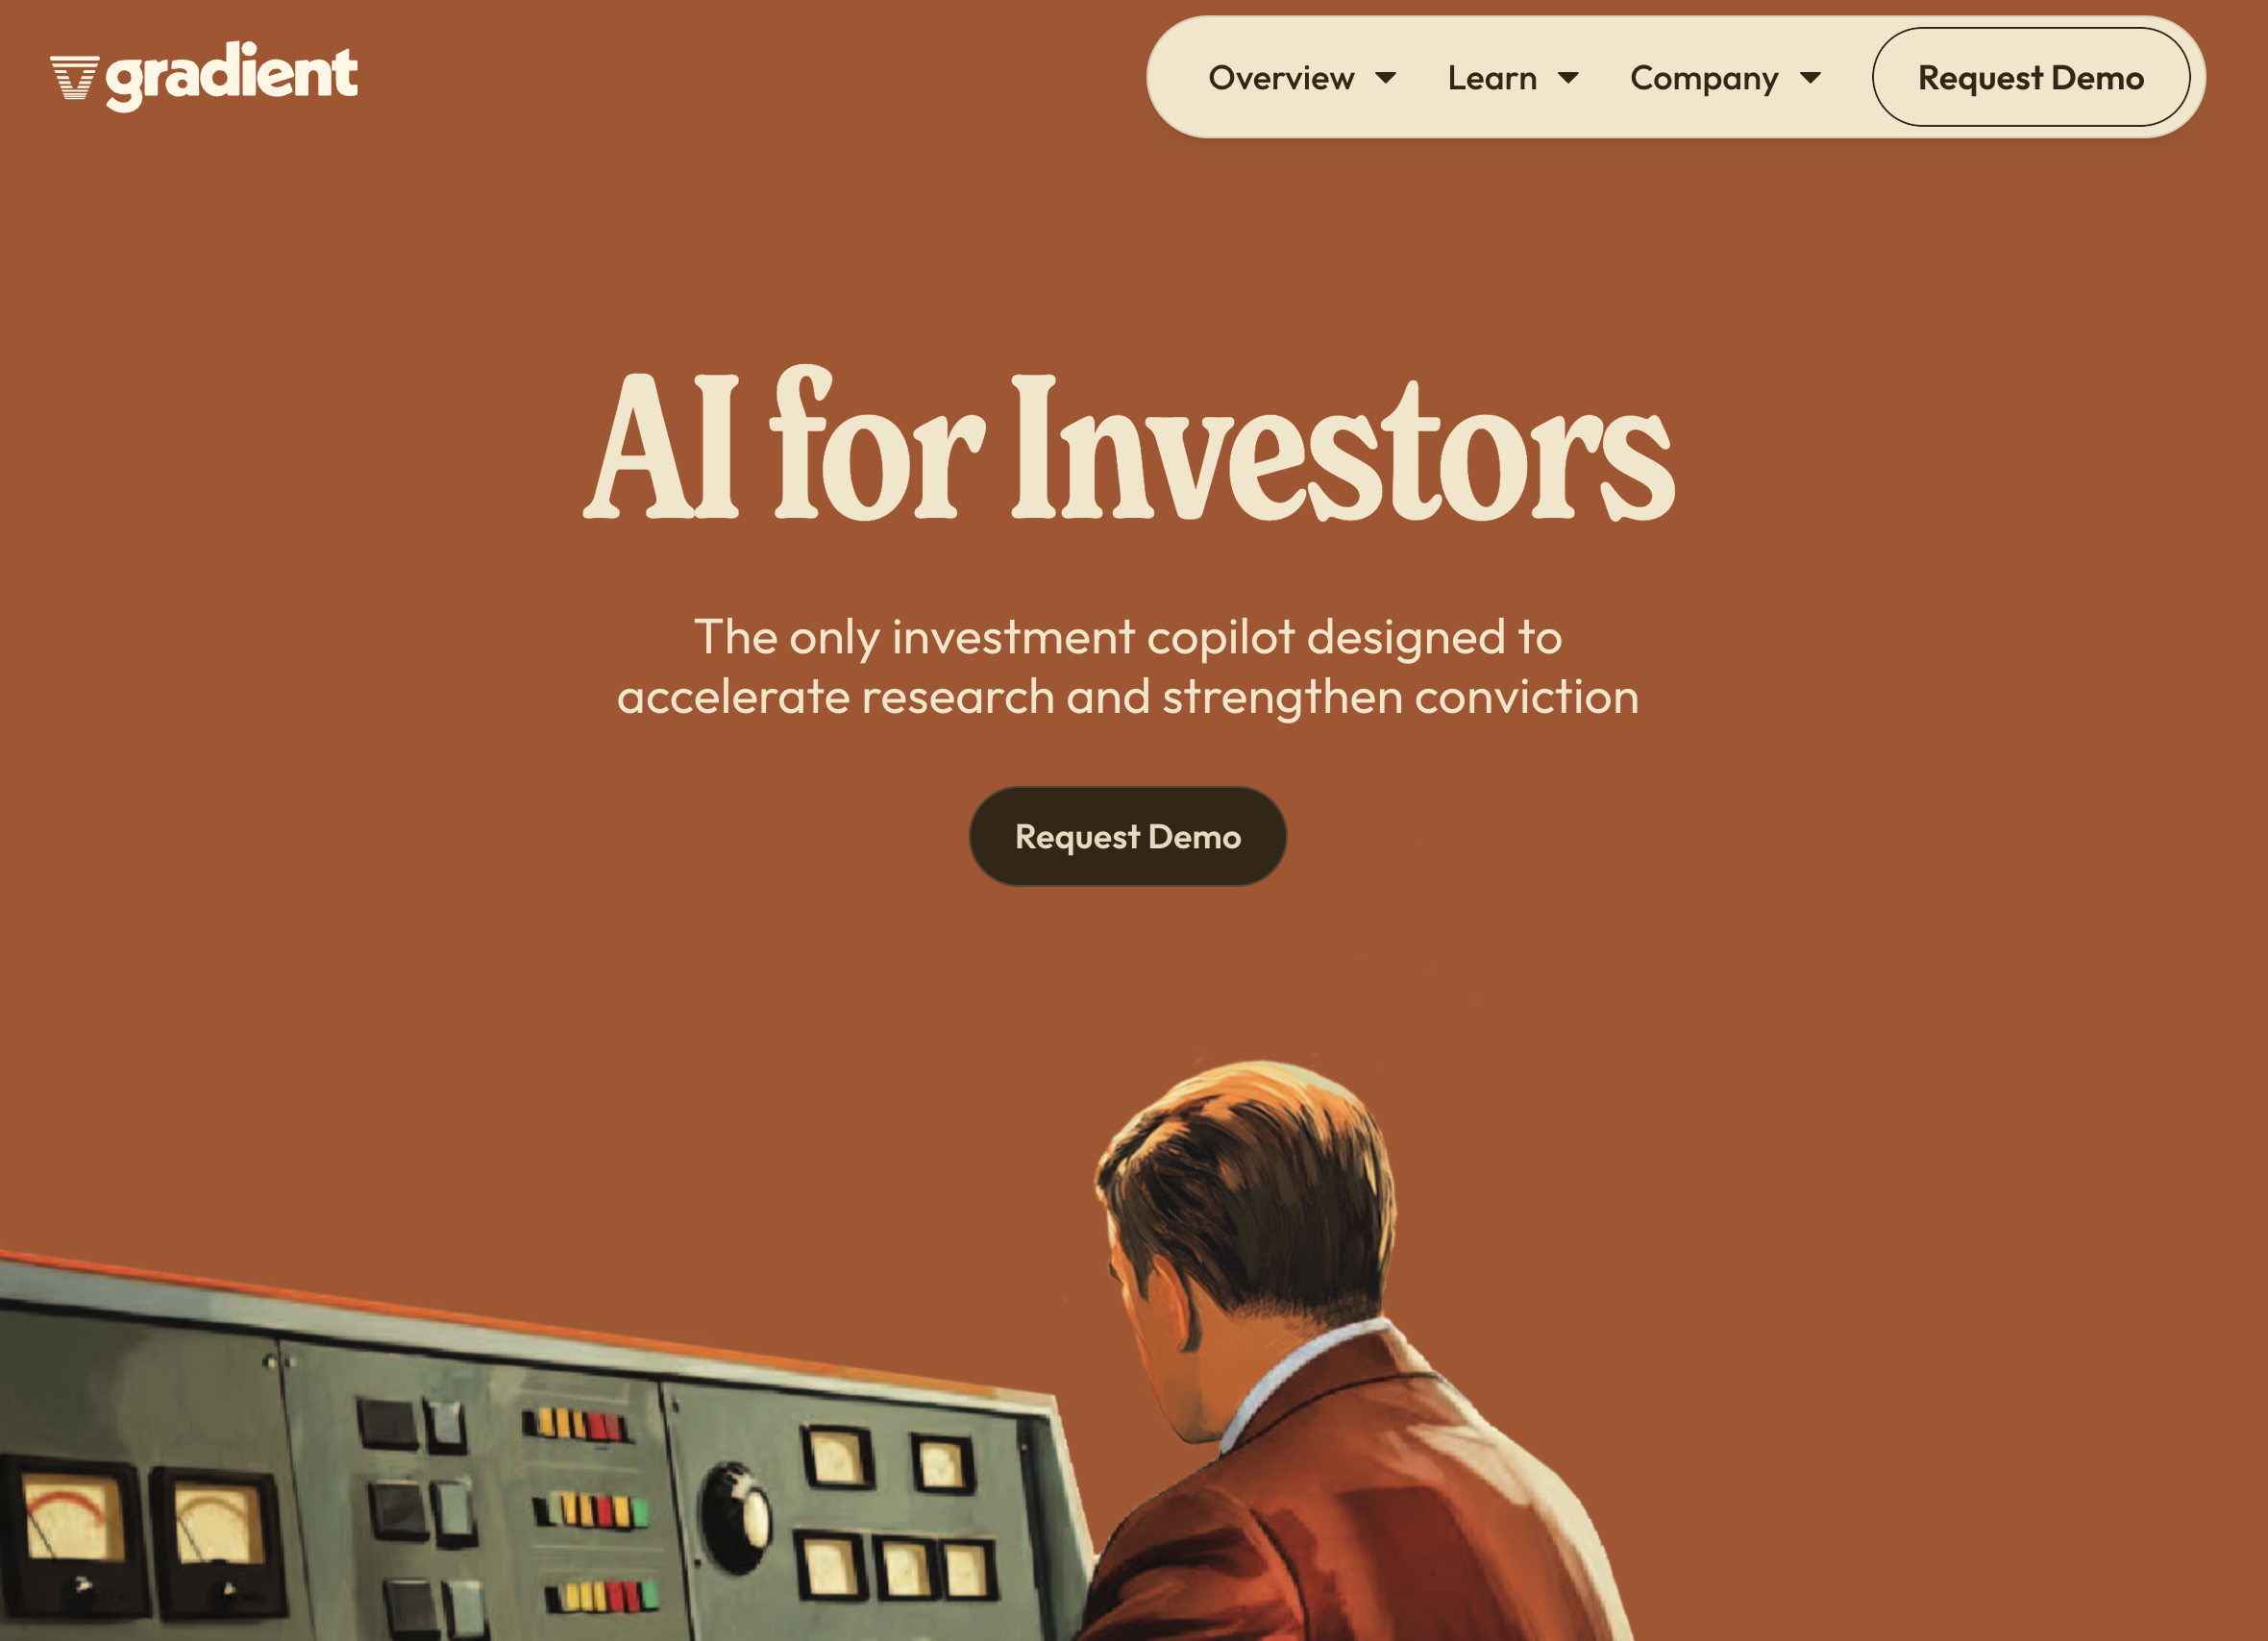 gradient
Overview Learn Company Request Demo
AI for Investors
The only investment copilot designed to
accelerate research and strengthen conviction
Request Demo